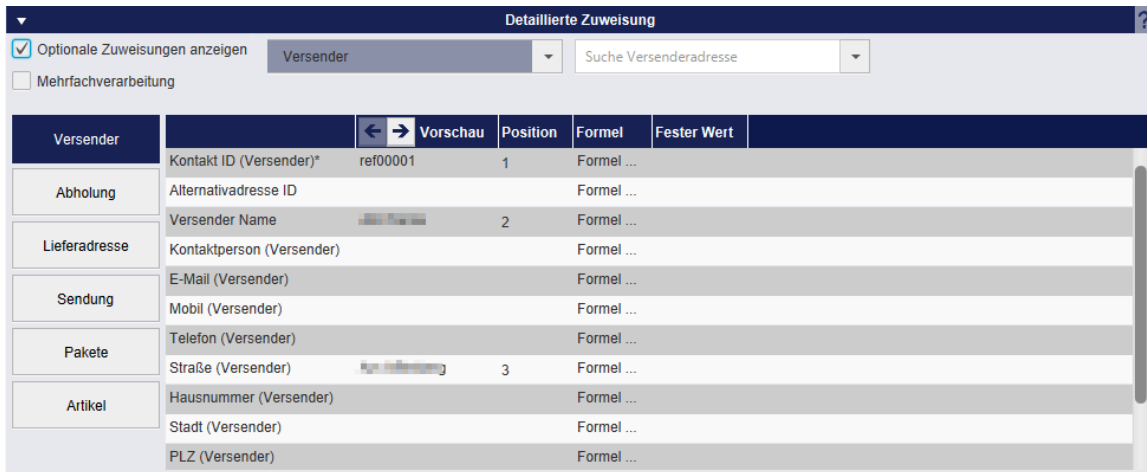 Detaillierte Zuweisung ?
Optionale Zuweisungen anzeigen Versender Suche Versenderadresse
Mehrfachverarbeitung
Versender Vorschau Position Formel Fester Wert
Kontakt ID (Versender)* ref00001 1 Formel ...
Abholung Alternativadresse ID Formel ...
Versender Name 2 Formel ...
Lieferadresse Kontaktperson (Versender) Formel ...
E-Mail (Versender) Formel ...
Sendung Mobil (Versender) Formel ...
Telefon (Versender) Formel ...
Pakete Straße (Versender) 3 Formel ...
Hausnummer (Versender) Formel ...
Artikel Stadt (Versender) Formel ...
PLZ (Versender) Formel ...